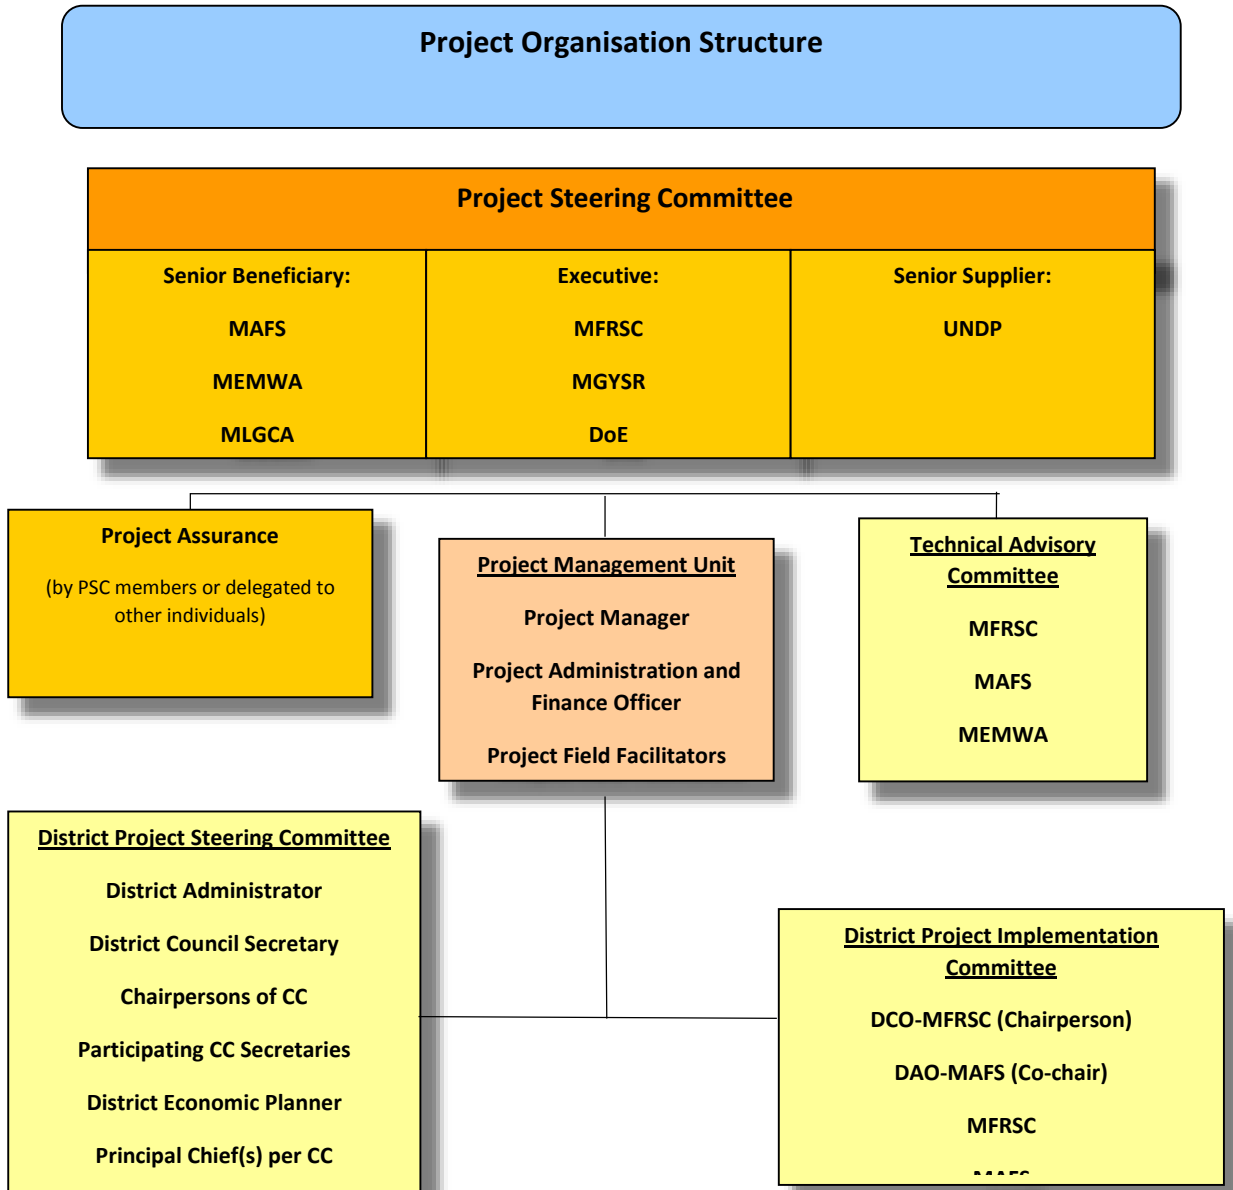 Project Organisation Structure
Project Steering Committee
Senior Beneficiary:
MAFS
MEMWA
MLGCA
Executive:
MFRSC
MGYSR
DoE
Senior Supplier:
UNDP
Project Assurance
(by PSC members or delegated to
other individuals)
Project Management Unit
Project Manager
Project Administration and
Finance Officer
Project Field Facilitators
Technical Advisory
Committee
MFRSC
MAFS
MEMWA
District Project Steering Committee
District Administrator
District Council Secretary
Chairpersons of CC
Participating CC Secretaries
District Economic Planner
Principal Chief(s) per CC
District Project Implementation
Committee
DCO-MFRSC (Chairperson)
DAO-MAFS (Co-chair)
MFRSC